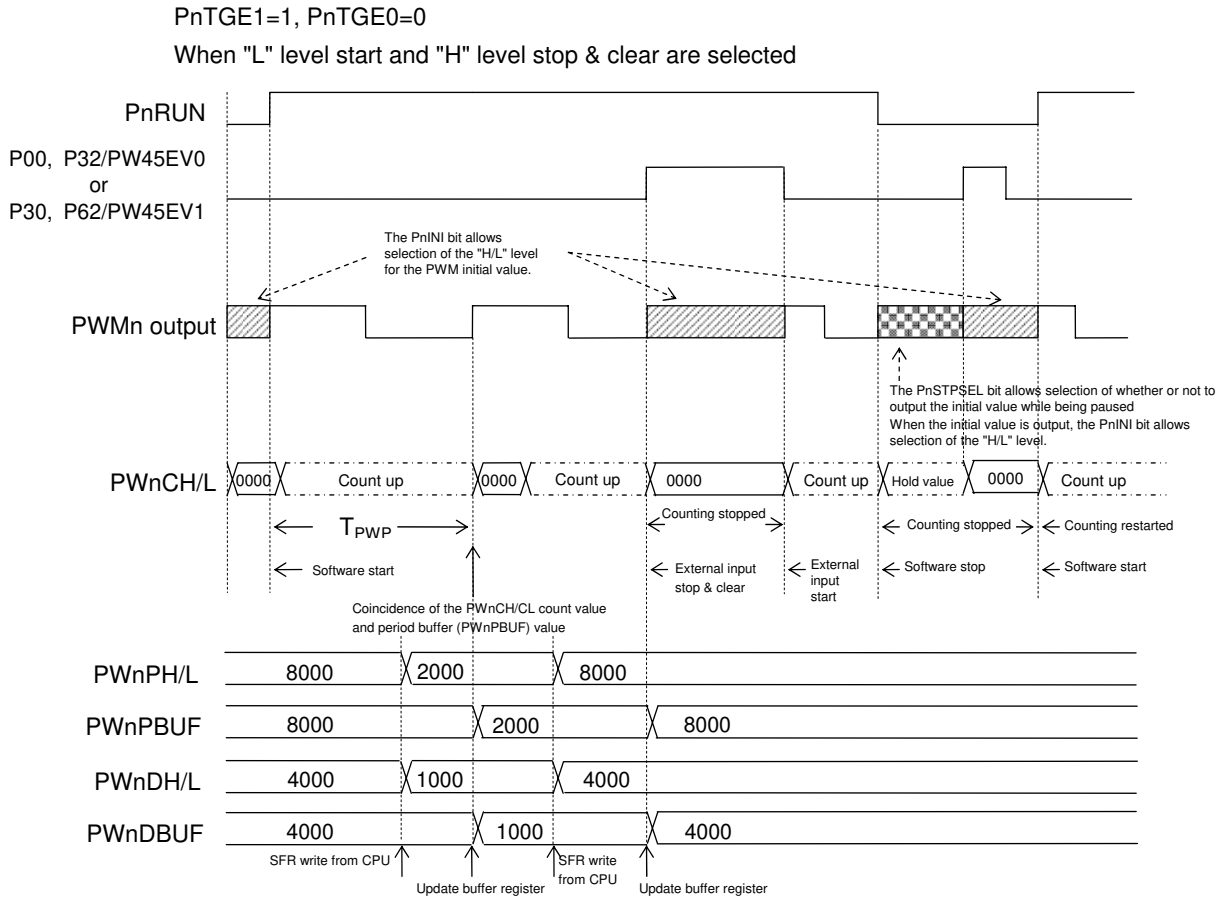 PnTGE1=1, PnTGE0=0
When "L" level start and "H" level stop & clear are selected
PnRUN
P00, P32/PW45EV0
or
P30, P62/PW45EV1
The PnINI bit allows
selection of the "H/L" level
for the PWM initial value.
PWMn output
The PnSTPSEL bit allows selection of whether or not to
output the initial value while being paused
When the initial value is output, the PnINI bit allows
selection of the "H/L" level.
PWnCH/L
0000
Count up
0000
Count up
0000
Count up
Hold value
0000
Count up
TPWP
Counting stopped
Counting stopped
Counting restarted
Software start
External input
stop & clear
External
input
start
Software stop
Software start
Coincidence of the PWnCH/CL count value
and period buffer (PWnPBUF) value
PWnPH/L
8000
2000
8000
PWnPBUF
8000
2000
8000
PWnDH/L
4000
1000
4000
PWnDBUF
4000
1000
4000
SFR write from CPU
Update buffer register
SFR write
from CPU
Update buffer register